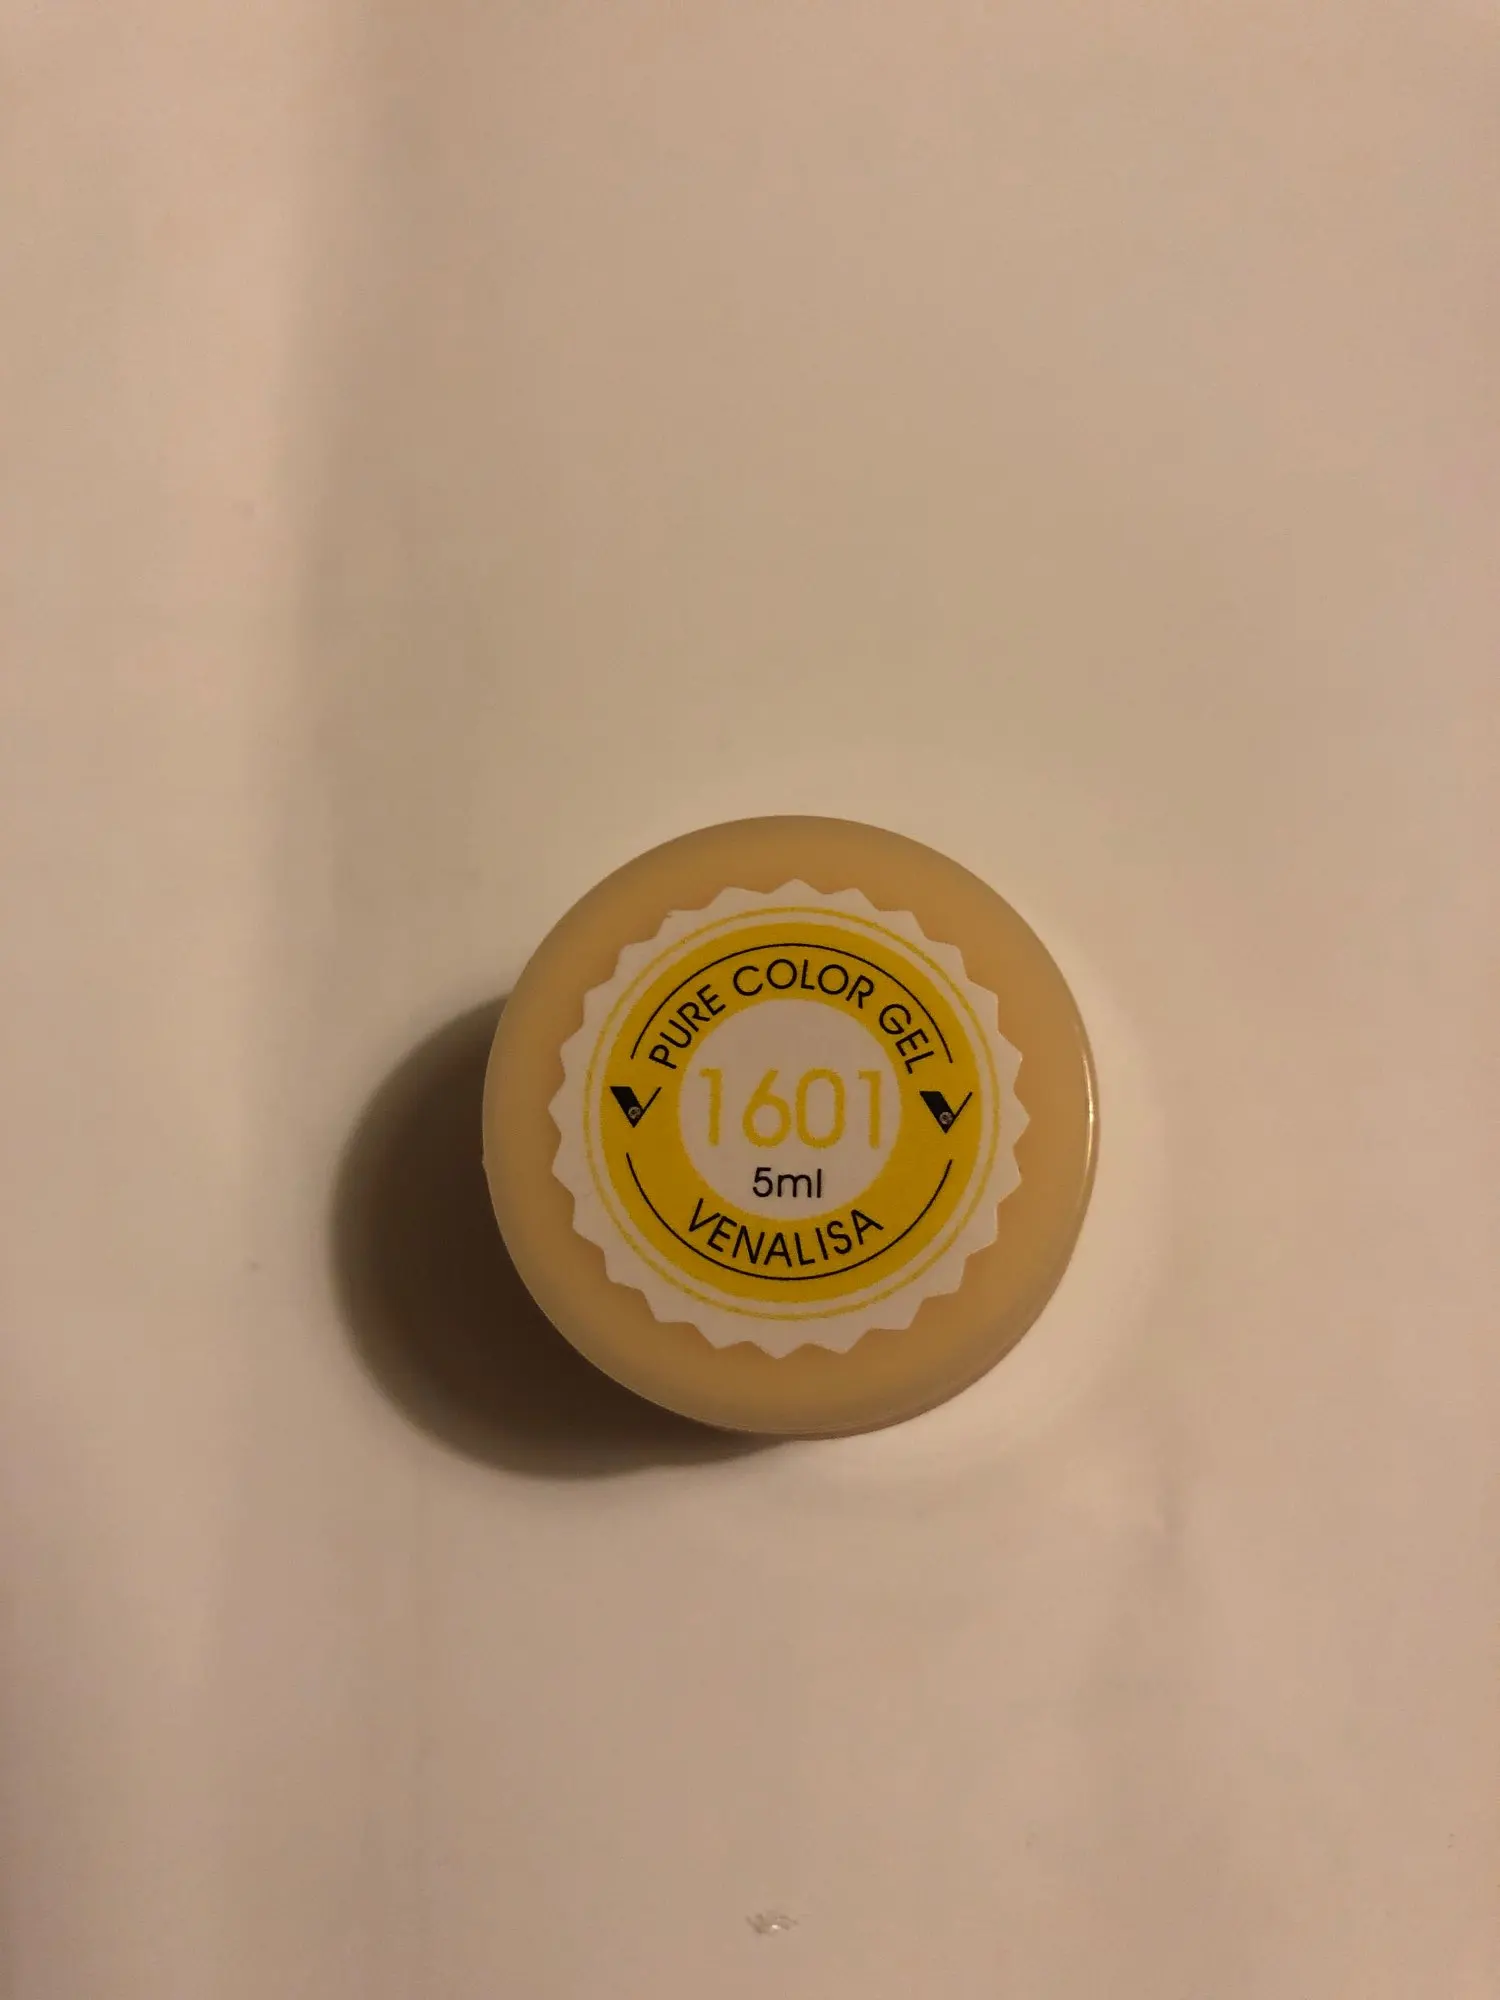 PURE COLOR GEL
1601
5ml
VENALISA